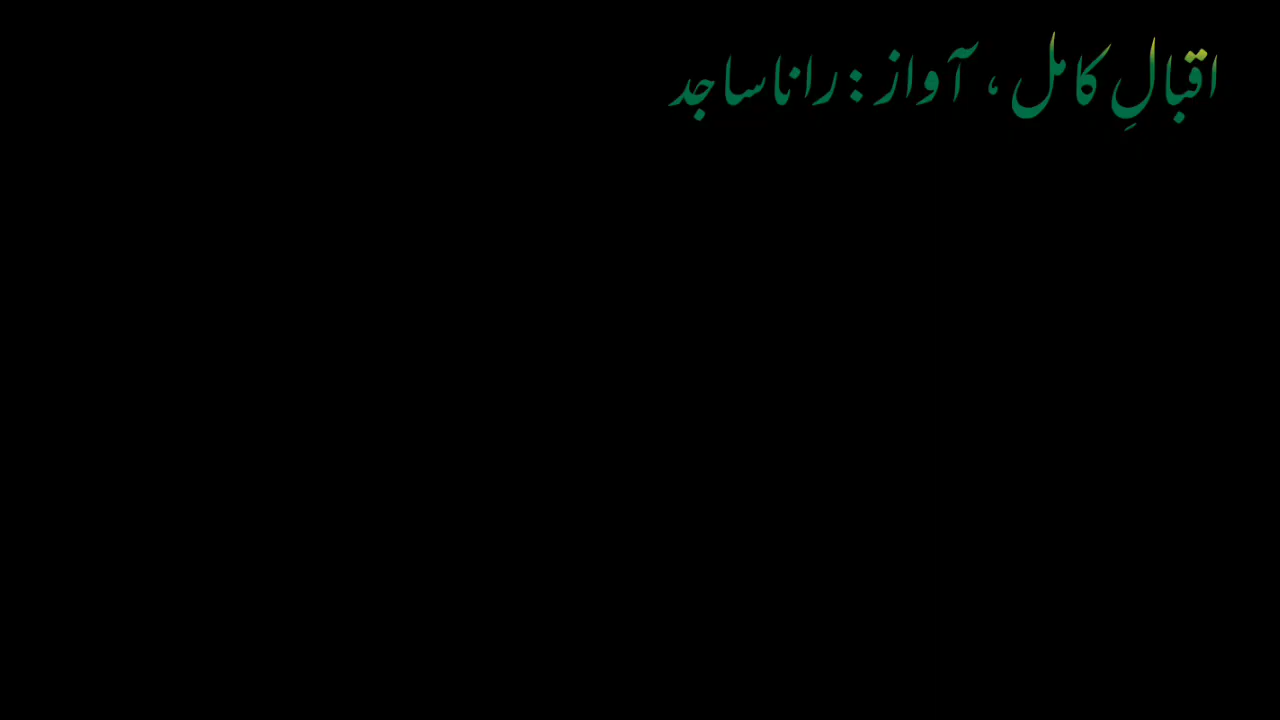 اقبالِ کامل ، آواز : رانا ساجد